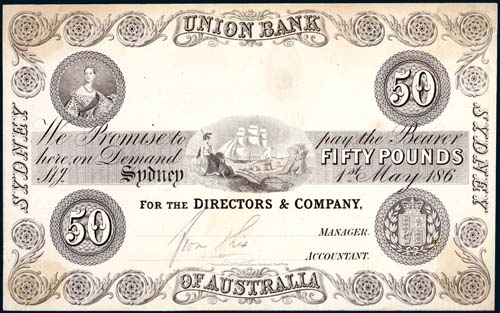 UNION BANK
50
SYDNEY
SYDNEY
We Promise to pay the Bearer
here, on Demand FIFTY POUNDS
Sydney 1st May 186
FOR THE DIRECTORS & COMPANY,
50
MANAGER.
ACCOUNTANT.
OF AUSTRALIA